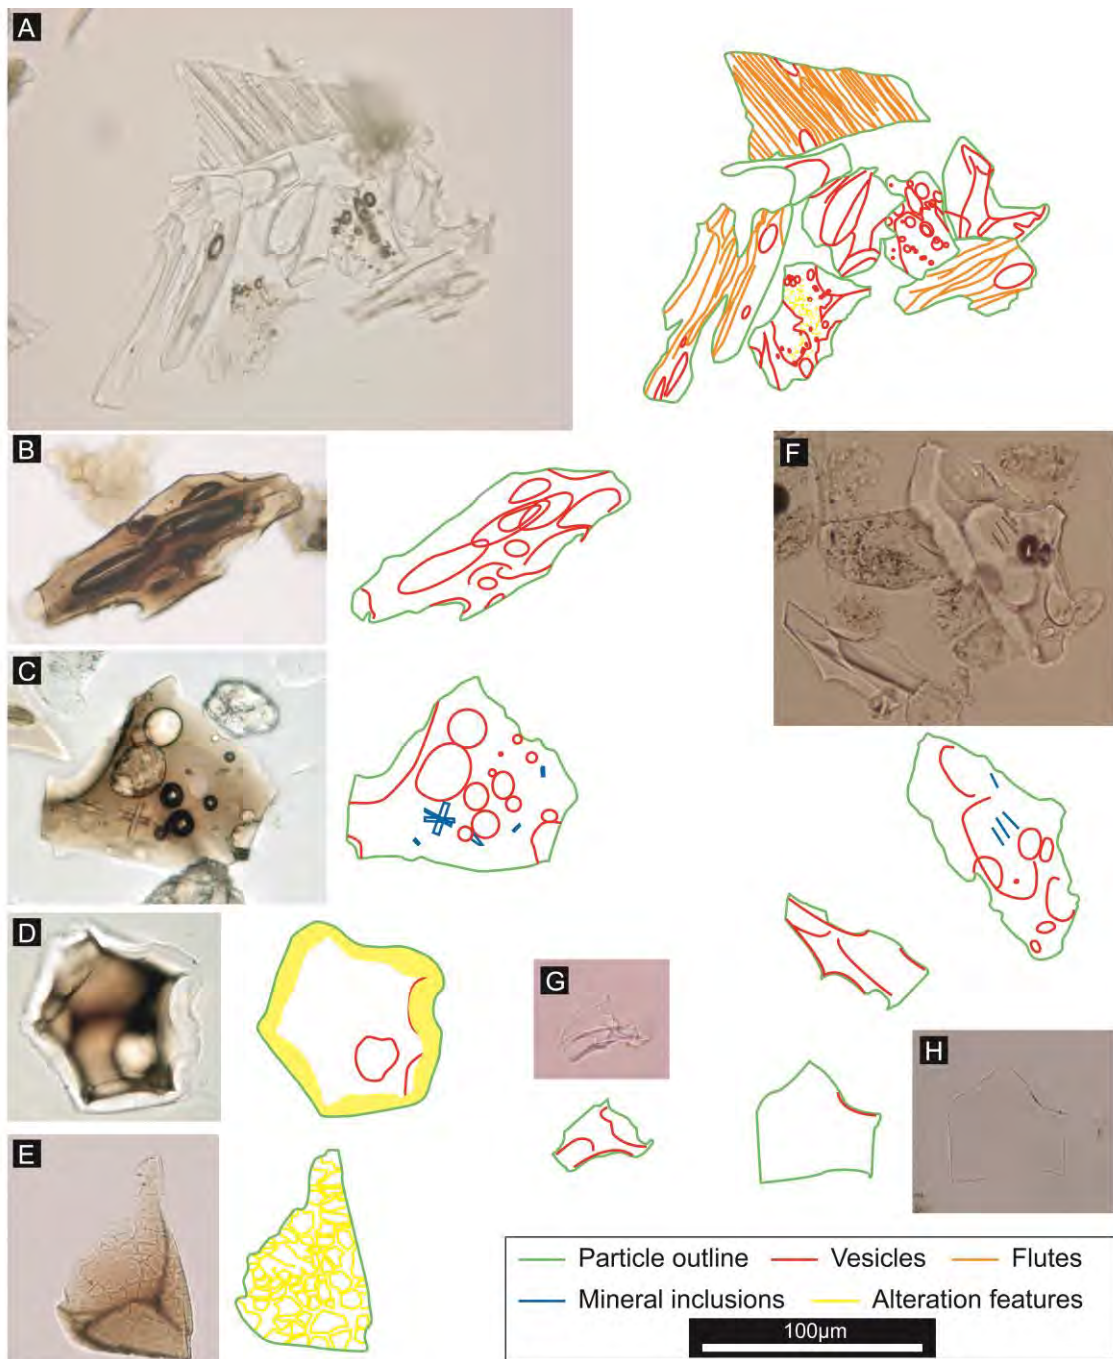 A
B
F
C
D
G
H
E
Particle outline Vesicles Flutes
Mineral inclusions Alteration features
100µm